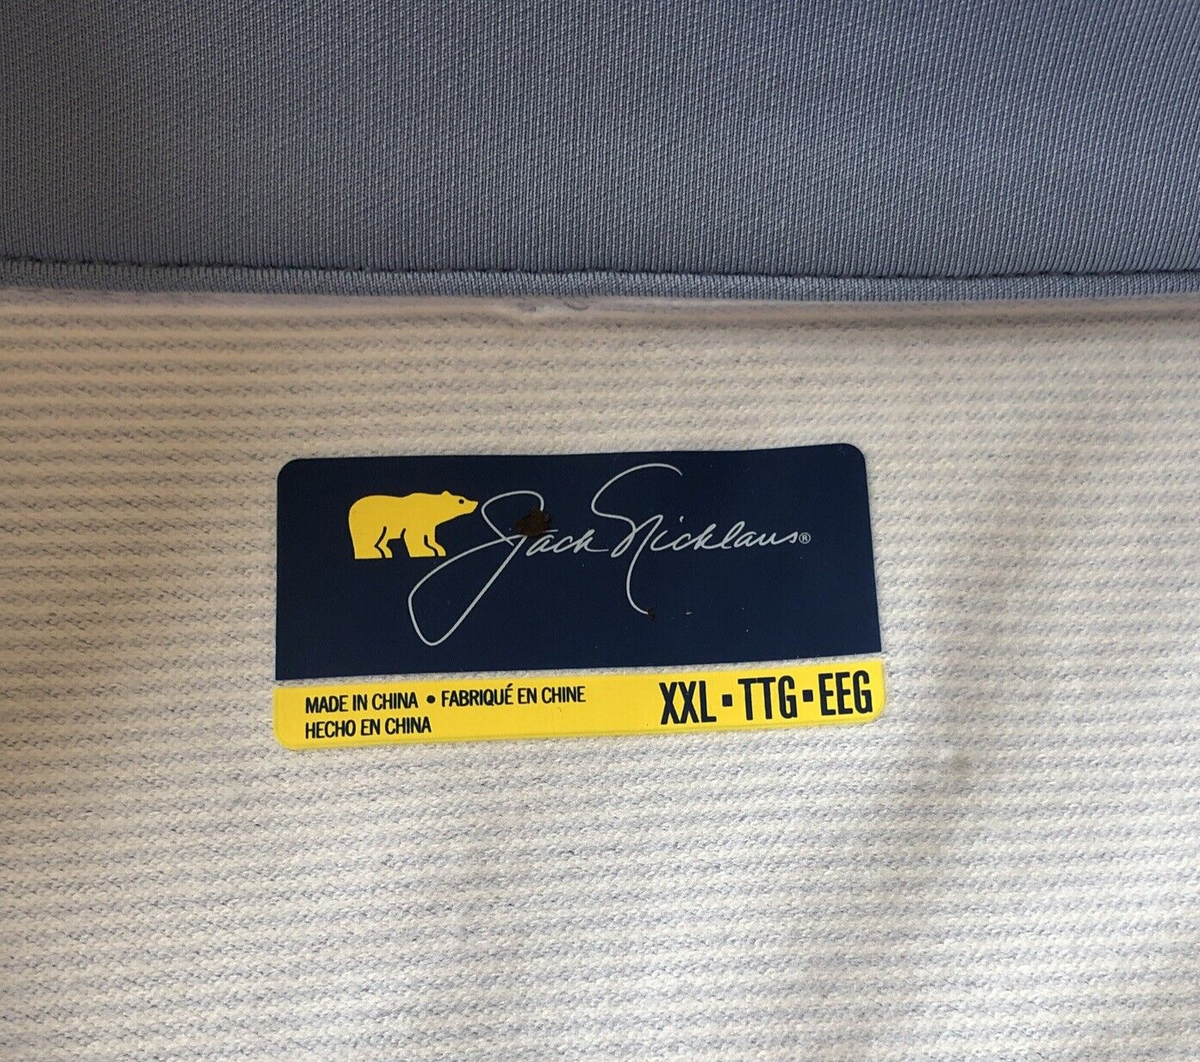 Jack Nicklaus®
MADE IN CHINA • FABRIQUÉ EN CHINE
HECHO EN CHINA
XXL▪TTG▪EEG